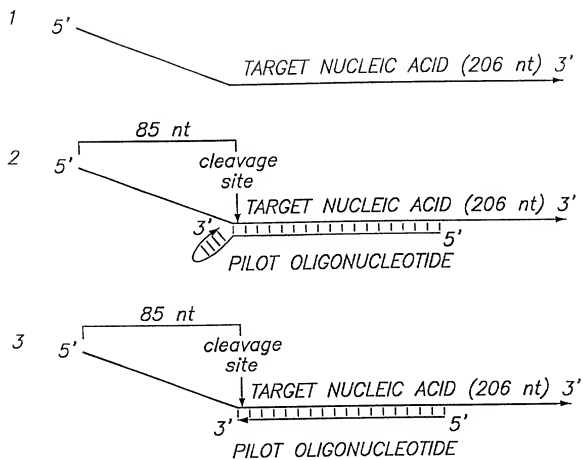 1
5'
TARGET NUCLEIC ACID (206 nt) 3'
85 nt
2
5'
cleavage
site
TARGET NUCLEIC ACID (206 nt) 3'
3'
5'
PILOT OLIGONUCLEOTIDE
85 nt
3
5'
cleavage
site
TARGET NUCLEIC ACID (206 nt) 3'
3'
5'
PILOT OLIGONUCLEOTIDE